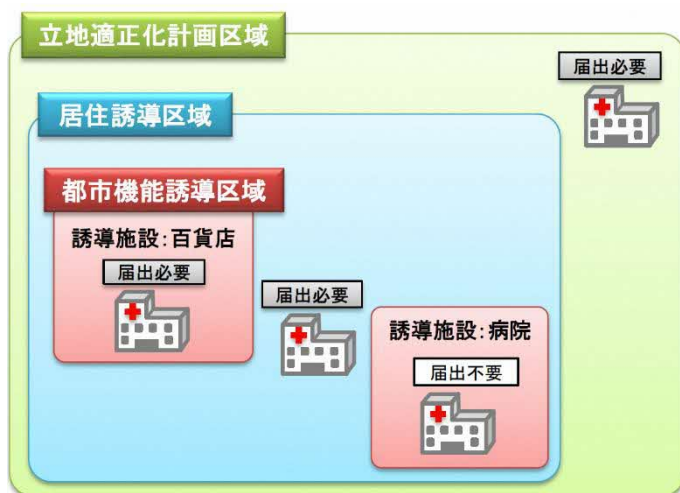 立地適正化計画区域
届出必要
居住誘導区域
都市機能誘導区域
誘導施設：百貨店
届出必要
届出必要
誘導施設：病院
届出不要